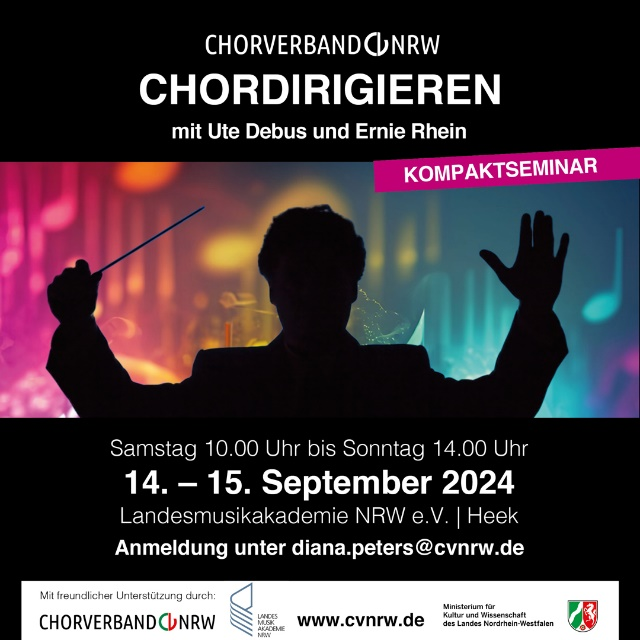 CHORVERBAND NRW
CHORDIRIGIEREN
mit Ute Debus und Ernie Rhein
KOMPAKTSEMINAR
Samstag 10.00 Uhr bis Sonntag 14.00 Uhr
14. – 15. September 2024
Landesmusikakademie NRW e.V. | Heek
Anmeldung unter diana.peters@cvnrw.de
Mit freundlicher Unterstützung durch:
CHORVERBAND NRW
LANDES
MUSIK
AKADEMIE
NRW
www.cvnrw.de
Ministerium für
Kultur und Wissenschaft
des Landes Nordrhein-Westfalen